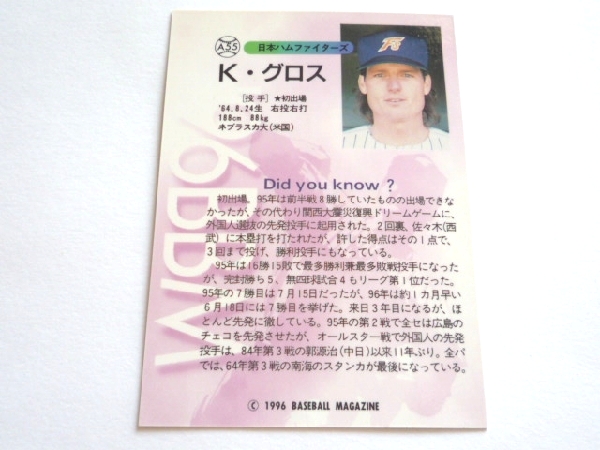 A55 日本ハムファイターズ
K・グロス
[投手] ★初出場
'64.8.24生 右投右打
188cm 88kg
ネブラスカ大(米国)
Did you know ?
初出場。95年は前半戦8勝していたものの出場できな
かったが、その代わり関西大震災復興ドリームゲームに、
外国人選抜の先発投手に起用された。2回裏、佐々木(西
武)に本塁打を打たれたが、許した得点はその1点で、
3回まで投げ、勝利投手にもなっている。
95年は16勝15敗で最多勝利兼最多敗戦投手になった
が、完封勝ち5、無四球試合4もリーグ第1位だった。
95年の7勝目は7月15日だったが、96年は約1カ月早い
6月18日には7勝目を挙げた。来日3年目になるが、ほ
とんど先発に徹している。95年の第2戦で全セは広島の
チェコを先発させたが、オールスター戦で外国人の先発
投手は、84年第3戦の郭源治(中日)以来11年ぶり。全パ
では、64年第3戦の南海のスタンカが最後になっている。
© 1996 BASEBALL MAGAZINE